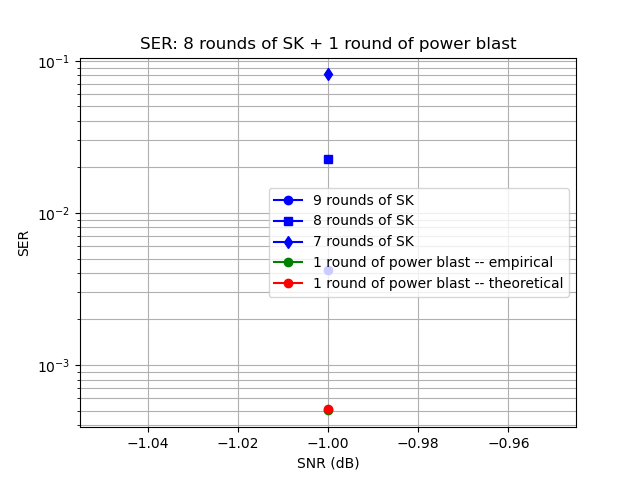 SER: 8 rounds of SK + 1 round of power blast
10⁻¹
10⁻²
10⁻³
SER
9 rounds of SK
8 rounds of SK
7 rounds of SK
1 round of power blast -- empirical
1 round of power blast -- theoretical
−1.04 −1.02 −1.00 −0.98 −0.96
SNR (dB)